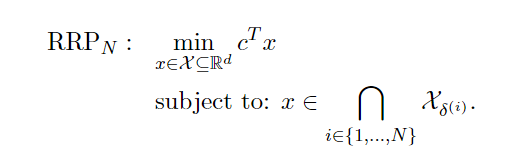 RRP_N : min_{x∈𝒳⊆ℝ^d} c^T x
subject to: x ∈ ⋂_{i∈{1,...,N}} 𝒳_{δ^{(i)}}.